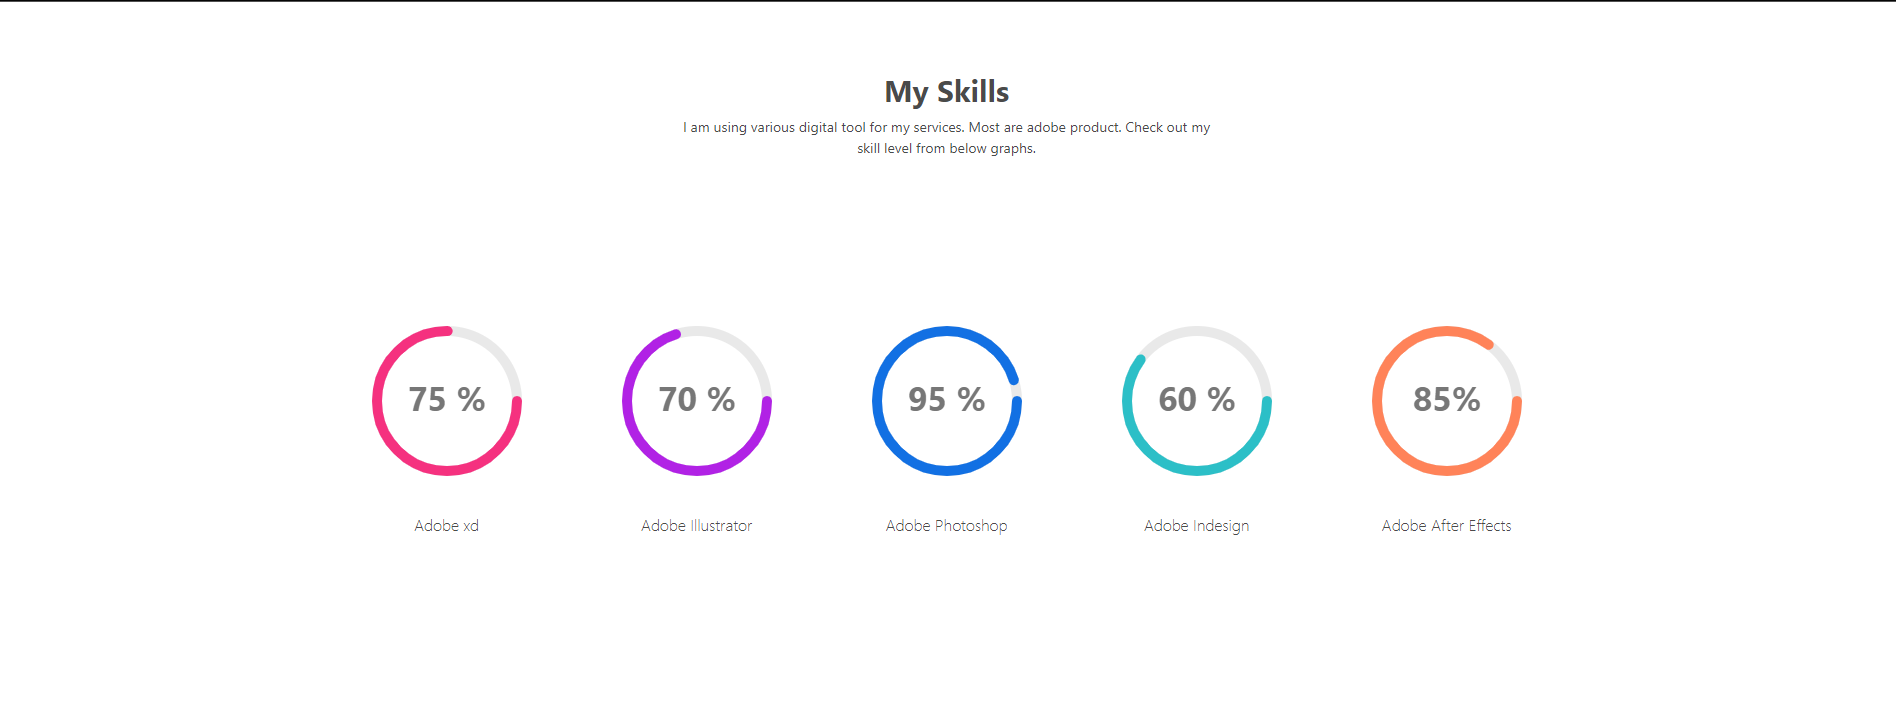 My Skills
I am using various digital tool for my services. Most are adobe product. Check out my
skill level from below graphs.
75 %
70 %
95 %
60 %
85%
Adobe xd
Adobe Illustrator
Adobe Photoshop
Adobe Indesign
Adobe After Effects